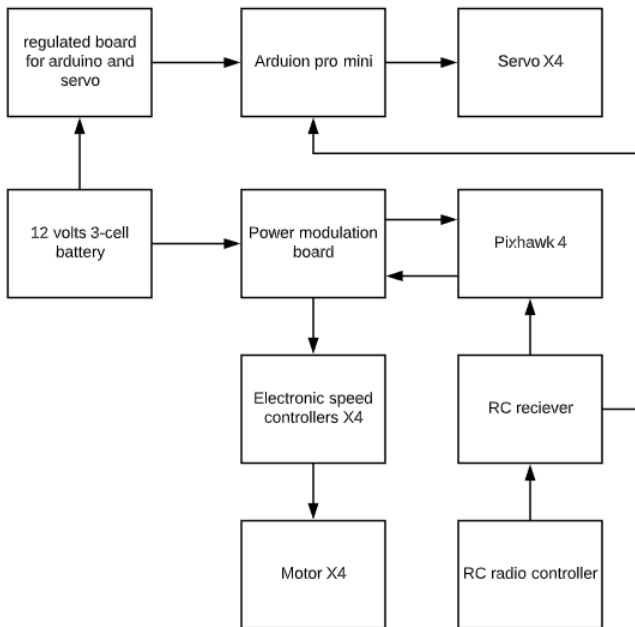 regulated board
for arduino and
servo
Arduion pro mini
Servo X4
12 volts 3-cell
battery
Power modulation
board
Pixhawk 4
Electronic speed
controllers X4
RC reciever
Motor X4
RC radio controller